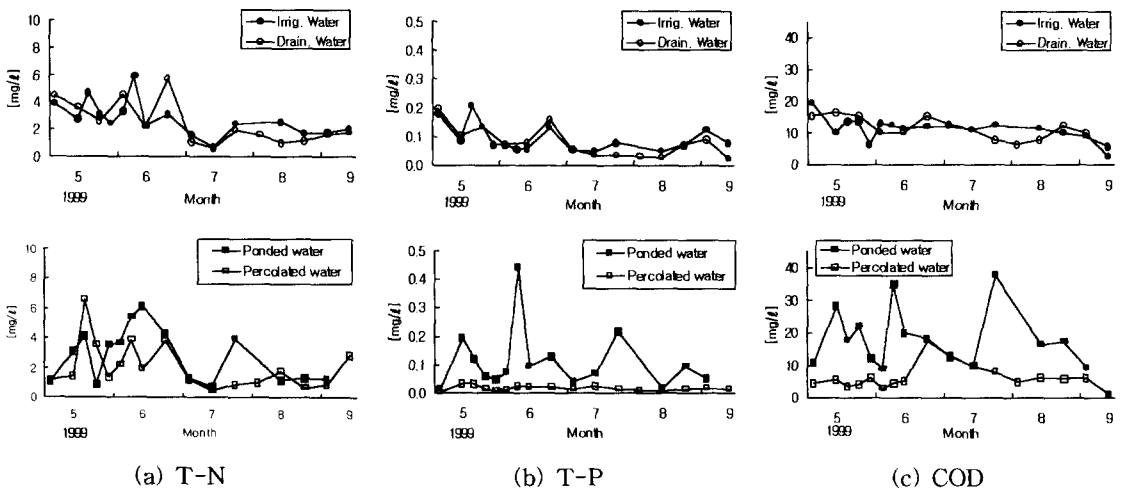 10
8
6
4
2
0
[mg/ℓ]
Irrig. Water
Drain. Water
5
6
7
8
9
1999
Month
0.5
0.4
0.3
0.2
0.1
0.0
[mg/ℓ]
Irrig. Water
Drain. Water
5
6
7
8
9
1999
Month
40
30
20
10
0
[mg/ℓ]
Irrig. Water
Drain. Water
5
6
7
8
9
1999
Month
10
8
6
4
2
0
[mg/ℓ]
Ponded water
Percolated water
5
6
7
8
9
1999
Month
0.5
0.4
0.3
0.2
0.1
0.0
[mg/ℓ]
Ponded water
Percolated water
5
6
7
8
9
1999
Month
40
30
20
10
0
[mg/ℓ]
Ponded water
Percolated water
5
6
7
8
9
1999
Month
(a) T-N
(b) T-P
(c) COD